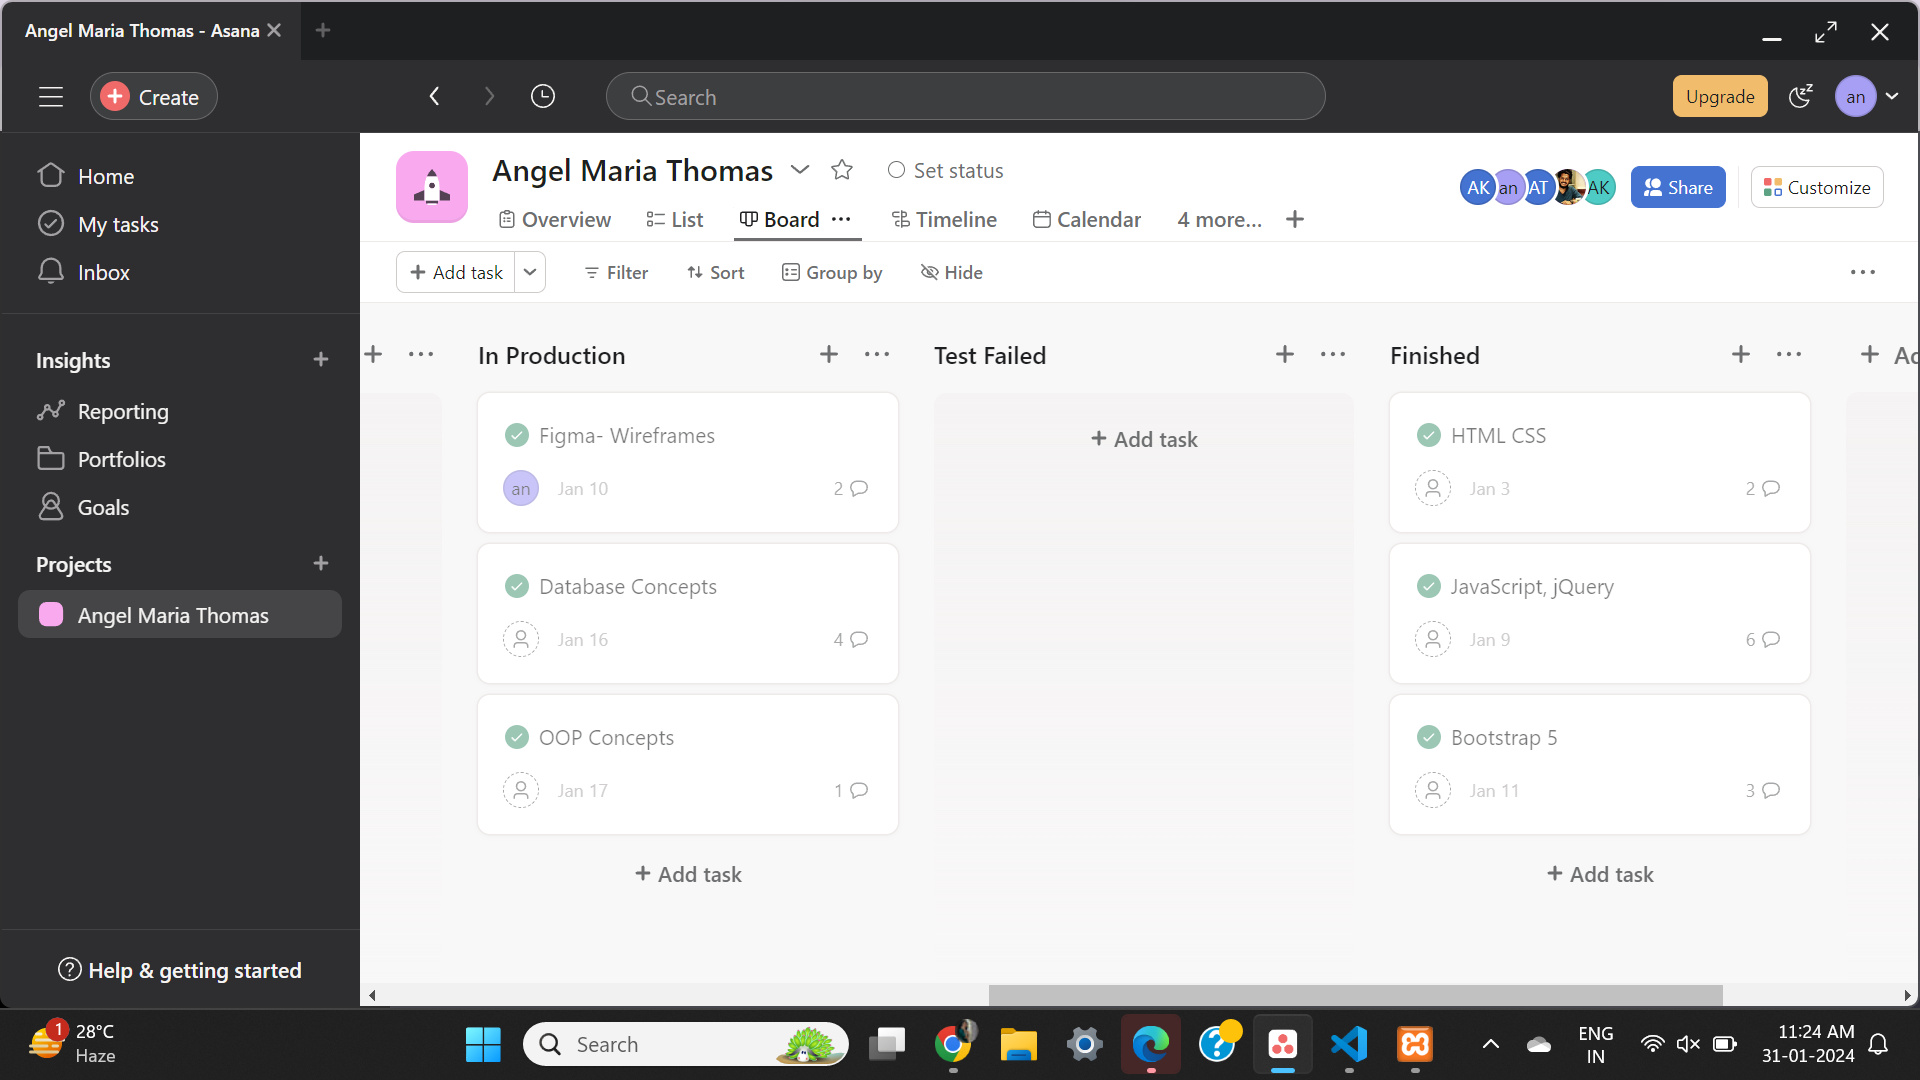 Angel Maria Thomas - Asana
Create
Search
Upgrade
an
Home
My tasks
Inbox
Insights
Reporting
Portfolios
Goals
Projects
Angel Maria Thomas
Help & getting started
Angel Maria Thomas
Set status
AK an AT AK
Share
Customize
Overview List Board Timeline Calendar 4 more...
Add task Filter Sort Group by Hide
In Production
Figma- Wireframes
an Jan 10 2
Database Concepts
Jan 16 4
OOP Concepts
Jan 17 1
Add task
Test Failed
Add task
Finished
HTML CSS
Jan 3 2
JavaScript, jQuery
Jan 9 6
Bootstrap 5
Jan 11 3
Add task
1
28°C
Haze
Search
ENG
IN
11:24 AM
31-01-2024